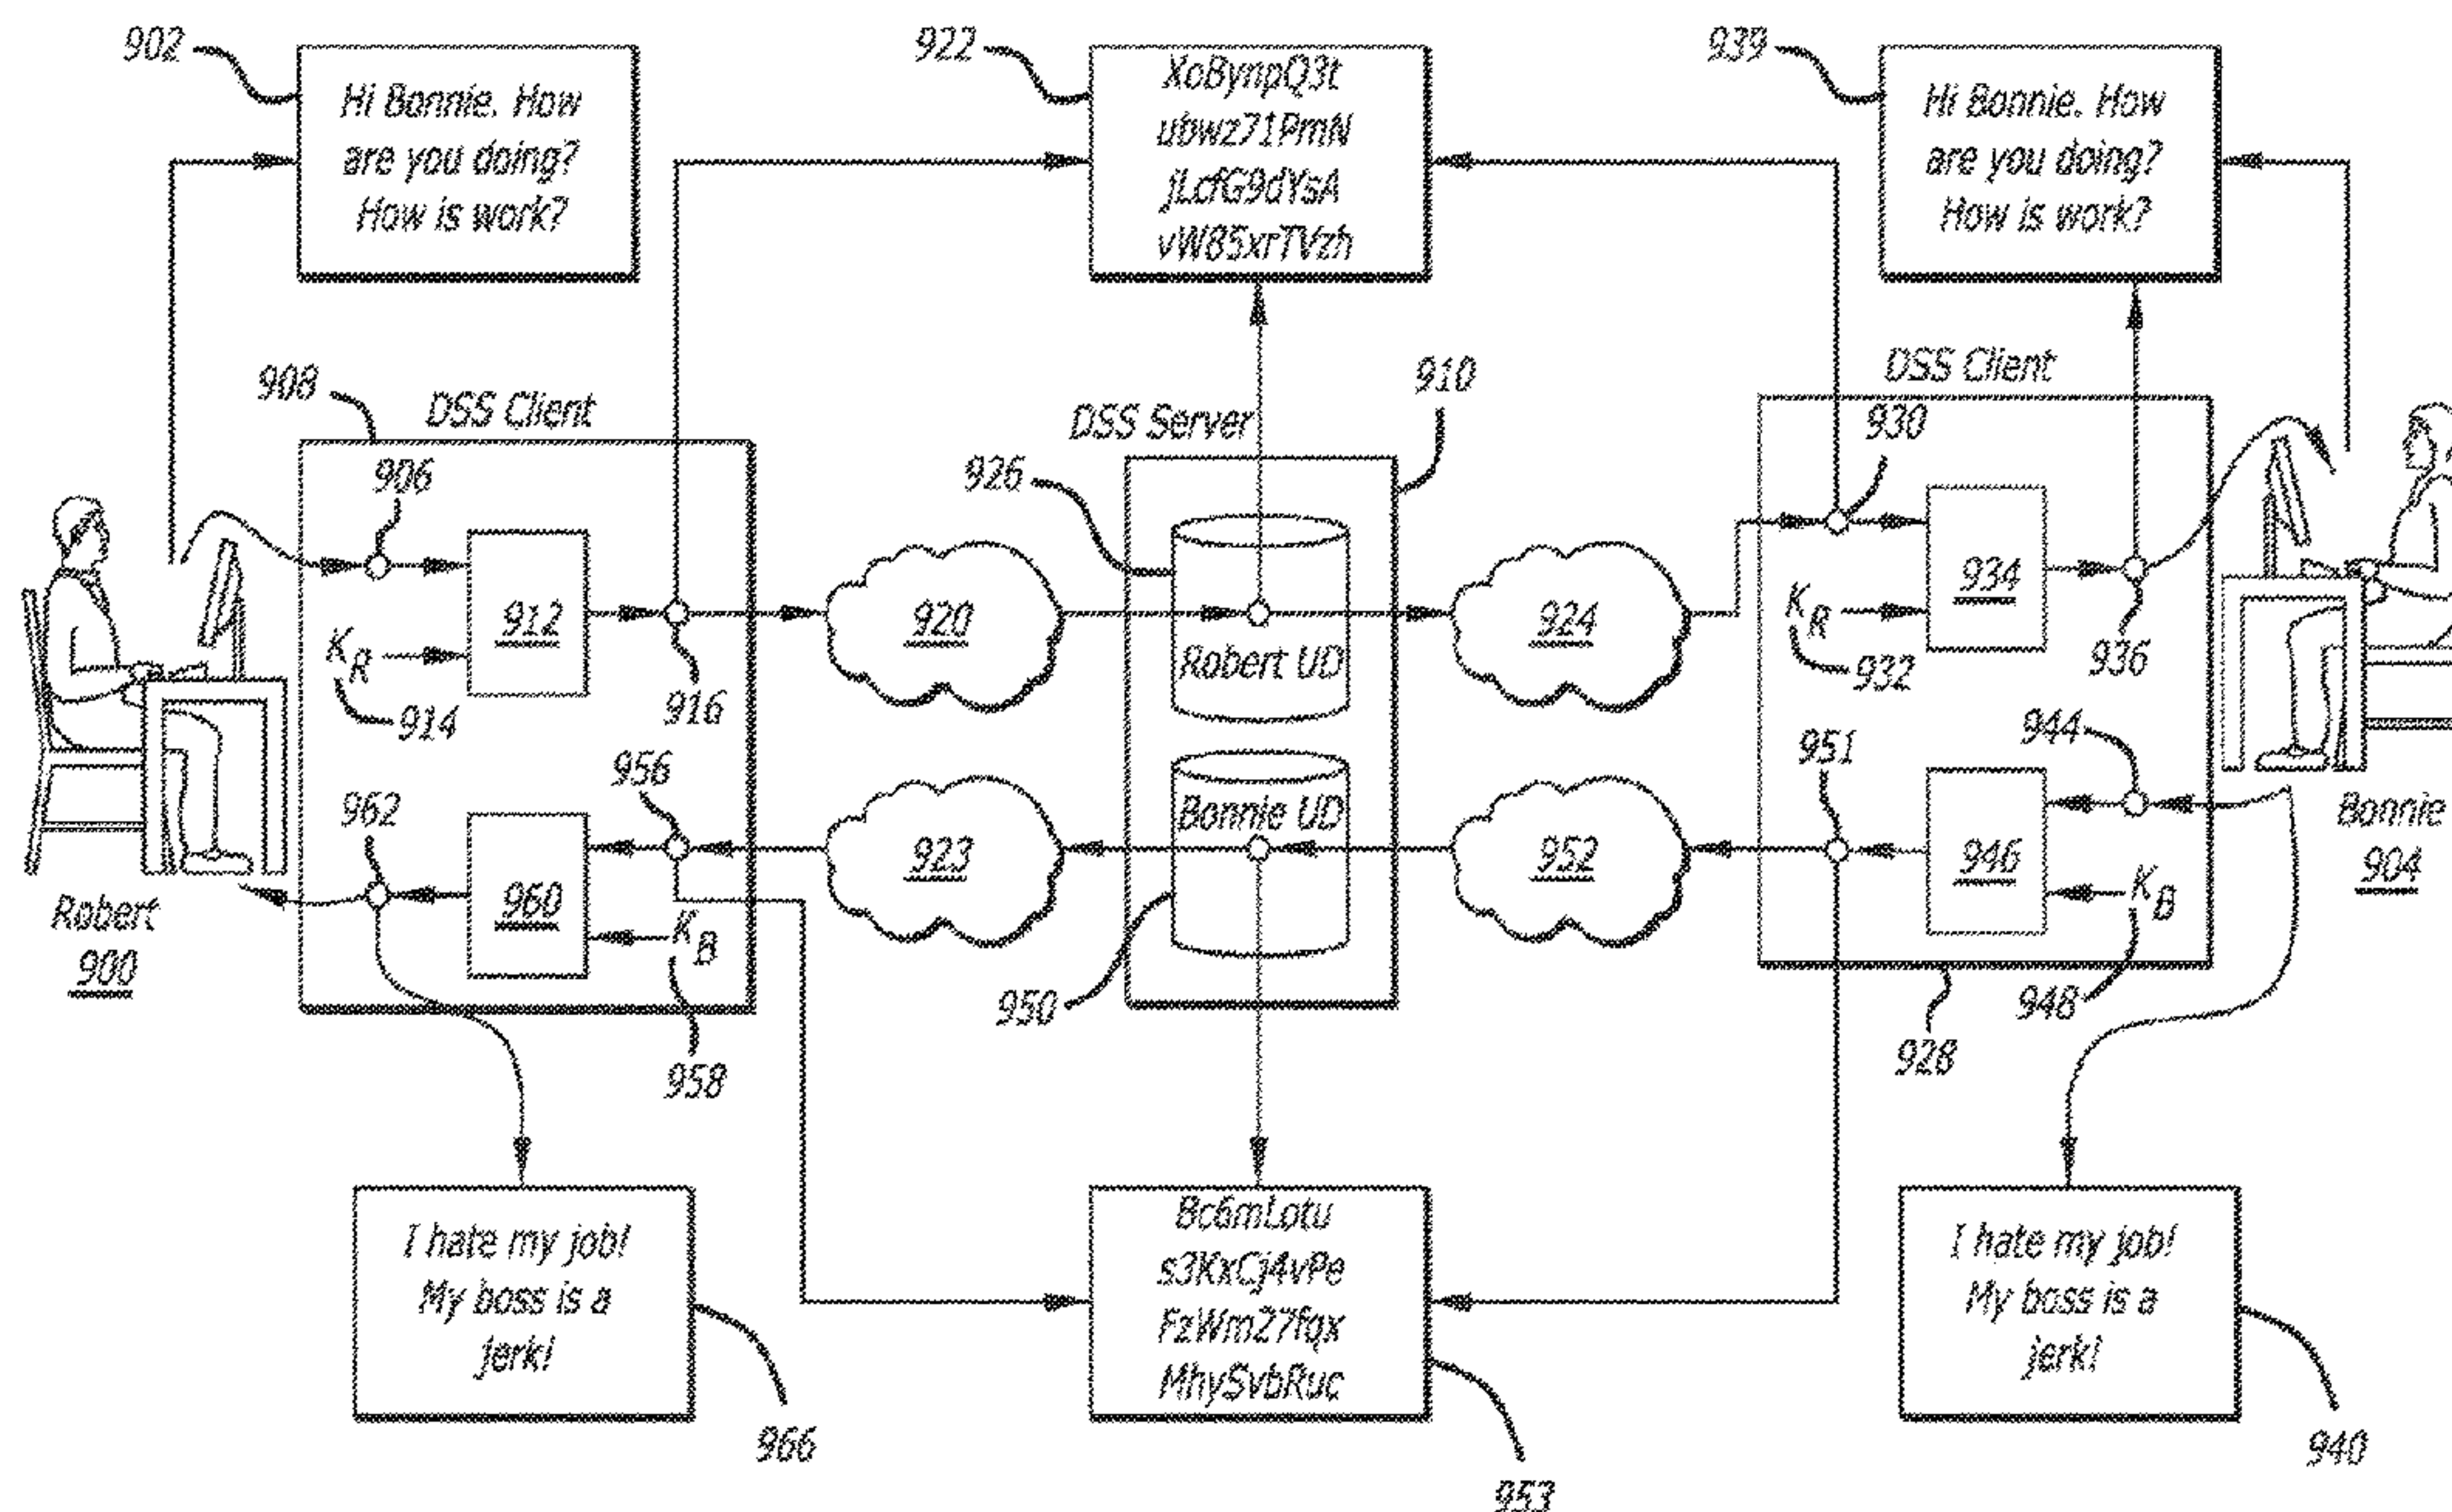 902
Hi Bonnie. How
are you doing?
How is work?
922
XoBynpQ3t
ubwz71PmN
jLcfG9dYsA
vW85xrTVzh
939
Hi Bonnie. How
are you doing?
How is work?
908
DSS Client
906
912
K_R
914
916
956
962
960
K_B
958
Robert
900
920
923
DSS Server
910
926
Robert UD
Bonnie UD
950
924
952
DSS Client
930
934
K_R
932
936
944
951
946
K_B
948
928
Bonnie
904
I hate my job!
My boss is a
jerk!
966
Bc6mLotu
s3KxCj4vPe
FzWmZ7fqx
MhySvbRuc
953
I hate my job!
My boss is a
jerk!
940